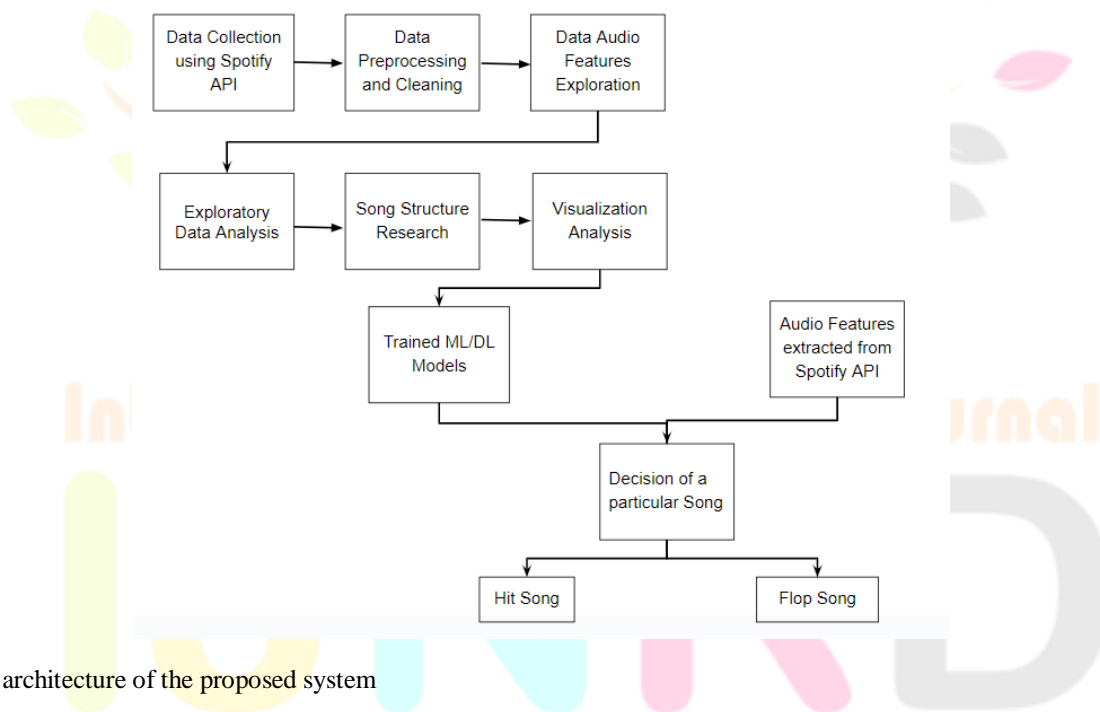 Data Collection
using Spotify
API
Data
Preprocessing
and Cleaning
Data Audio
Features
Exploration
Exploratory
Data Analysis
Song Structure
Research
Visualization
Analysis
Trained ML/DL
Models
Audio Features
extracted from
Spotify API
Decision of a
particular Song
Hit Song
Flop Song
architecture of the proposed system